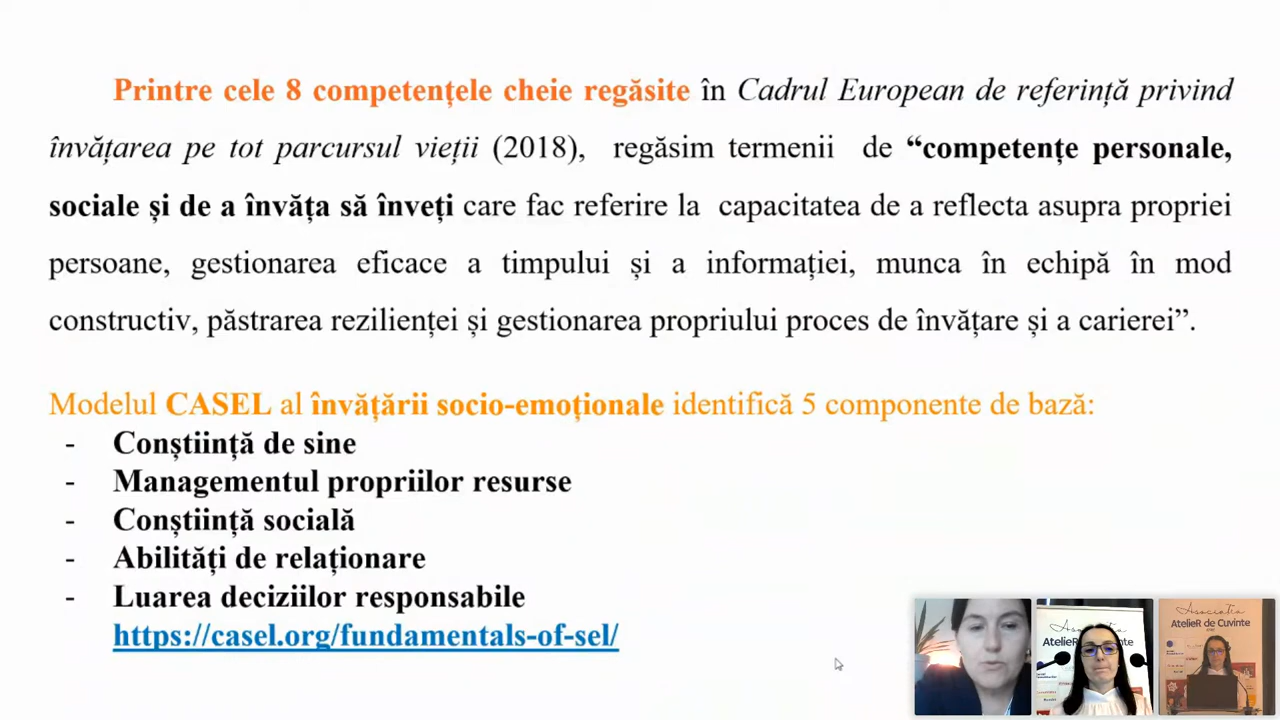 Printre cele 8 competențele cheie regăsite în Cadrul European de referință privind
învățarea pe tot parcursul vieții (2018), regăsim termenii de “competențe personale,
sociale și de a învăța să înveți care fac referire la capacitatea de a reflecta asupra propriei
persoane, gestionarea eficace a timpului și a informației, munca în echipă în mod
constructiv, păstrarea rezilienței și gestionarea propriului proces de învățare și a carierei”.
Modelul CASEL al învățării socio-emoționale identifică 5 componente de bază:
- Conștiință de sine
- Managementul propriilor resurse
- Conștiință socială
- Abilități de relaționare
- Luarea deciziilor responsabile
https://casel.org/fundamentals-of-sel/
Asociația
AtelieR de Cuvinte